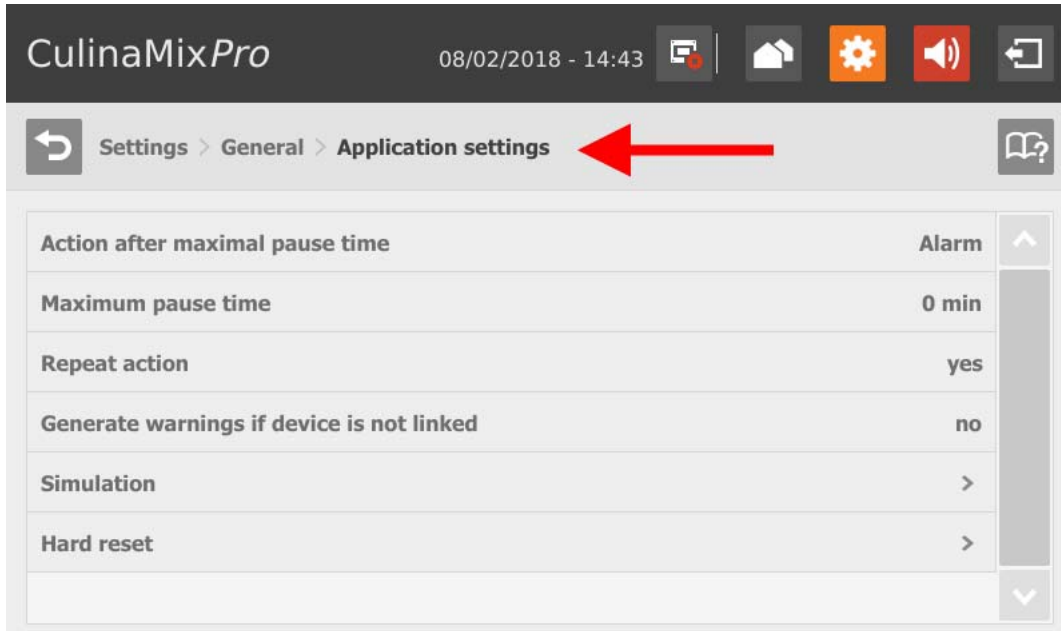 CulinaMixPro 08/02/2018 - 14:43
Settings > General > Application settings
?
Action after maximal pause time Alarm
Maximum pause time 0 min
Repeat action yes
Generate warnings if device is not linked no
Simulation >
Hard reset >